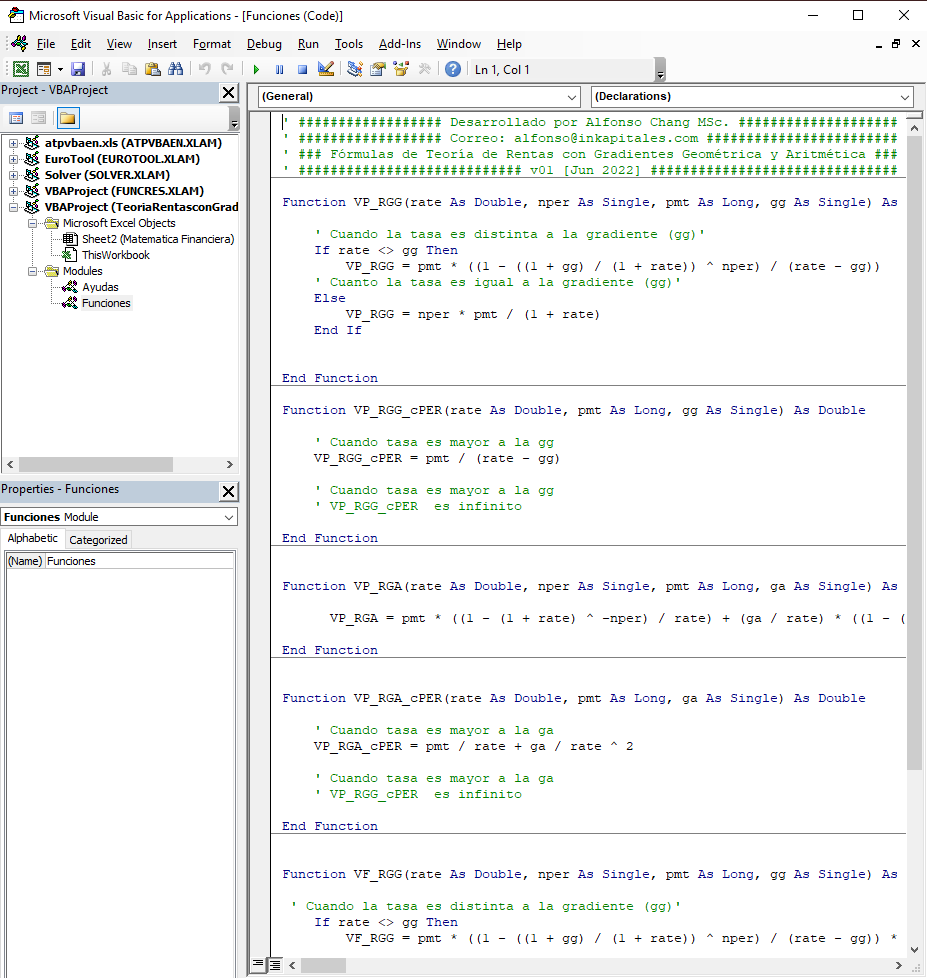 Microsoft Visual Basic for Applications - [Funciones (Code)]
File Edit View Insert Format Debug Run Tools Add-Ins Window Help
Ln 1, Col 1
Project - VBAProject
atpvbaen.xls (ATPVBAEN.XLAM)
EuroTool (EUROTOOL.XLAM)
Solver (SOLVER.XLAM)
VBAProject (FUNCRES.XLAM)
VBAProject (TeoriaRentasconGrad
Microsoft Excel Objects
Sheet2 (Matematica Financiera)
ThisWorkbook
Modules
Ayudas
Funciones
Properties - Funciones
Funciones Module
Alphabetic Categorized
(Name) Funciones
(General) (Declarations)
' ################## Desarrollado por Alfonso Chang MSc. ####################
' ################## Correo: alfonso@inkapitales.com ########################
' ### Fórmulas de Teoría de Rentas con Gradientes Geométrica y Aritmética ###
' ############################ v01 [Jun 2022] ###############################
Function VP_RGG(rate As Double, nper As Single, pmt As Long, gg As Single) As
' Cuando la tasa es distinta a la gradiente (gg)'
If rate <> gg Then
VP_RGG = pmt * ((1 - ((1 + gg) / (1 + rate)) ^ nper) / (rate - gg))
' Cuanto la tasa es igual a la gradiente (gg)'
Else
VP_RGG = nper * pmt / (1 + rate)
End If
End Function
Function VP_RGG_cPER(rate As Double, pmt As Long, gg As Single) As Double
' Cuando tasa es mayor a la gg
VP_RGG_cPER = pmt / (rate - gg)
' Cuando tasa es mayor a la gg
' VP_RGG_cPER  es infinito
End Function
Function VP_RGA(rate As Double, nper As Single, pmt As Long, ga As Single) As
VP_RGA = pmt * ((1 - (1 + rate) ^ -nper) / rate) + (ga / rate) * ((1 - (
End Function
Function VP_RGA_cPER(rate As Double, pmt As Long, ga As Single) As Double
' Cuando tasa es mayor a la ga
VP_RGA_cPER = pmt / rate + ga / rate ^ 2
' Cuando tasa es mayor a la ga
' VP_RGG_cPER  es infinito
End Function
Function VF_RGG(rate As Double, nper As Single, pmt As Long, gg As Single) As
' Cuando la tasa es distinta a la gradiente (gg)'
If rate <> gg Then
VF_RGG = pmt * ((1 - ((1 + gg) / (1 + rate)) ^ nper) / (rate - gg)) *